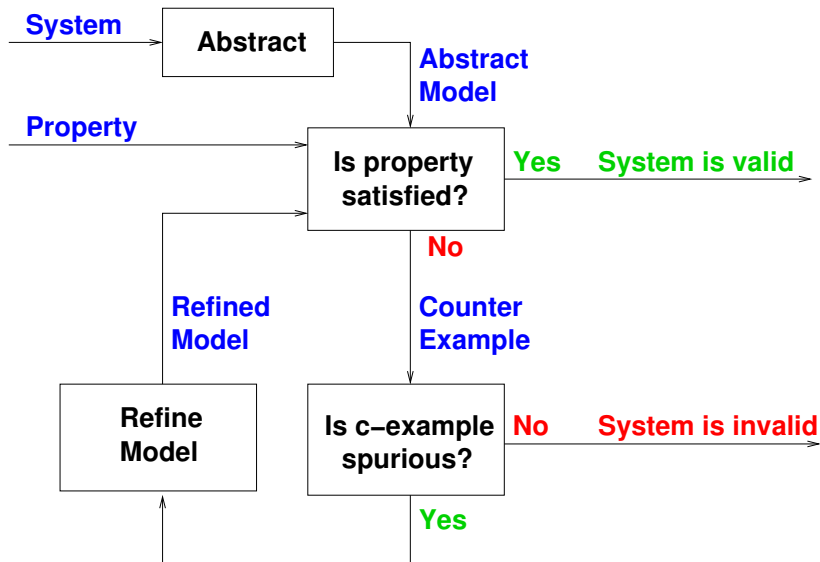 System
Abstract
Abstract
Model
Property
Is property
satisfied?
Yes System is valid
No
Refined
Model
Counter
Example
Refine
Model
Is c−example
spurious?
No System is invalid
Yes